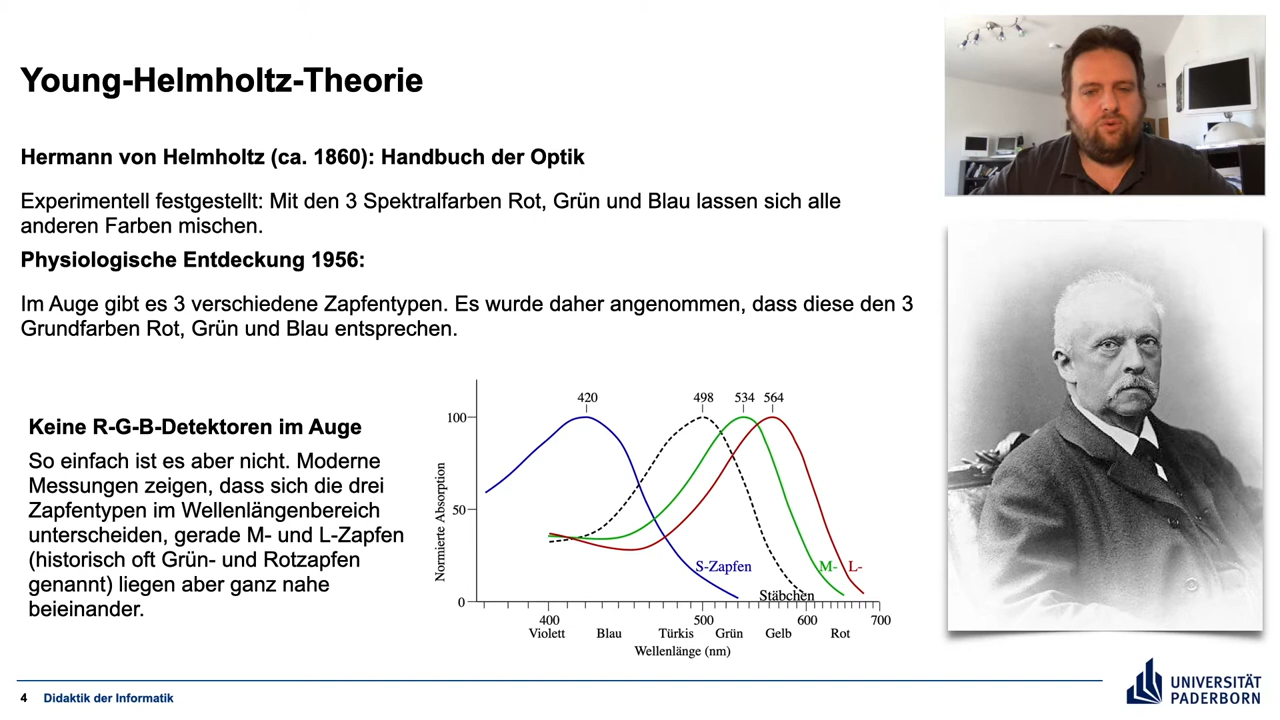 Young-Helmholtz-Theorie
Hermann von Helmholtz (ca. 1860): Handbuch der Optik
Experimentell festgestellt: Mit den 3 Spektralfarben Rot, Grün und Blau lassen sich alle
anderen Farben mischen.
Physiologische Entdeckung 1956:
Im Auge gibt es 3 verschiedene Zapfentypen. Es wurde daher angenommen, dass diese den 3
Grundfarben Rot, Grün und Blau entsprechen.
Keine R-G-B-Detektoren im Auge
So einfach ist es aber nicht. Moderne
Messungen zeigen, dass sich die drei
Zapfentypen im Wellenlängenbereich
unterscheiden, gerade M- und L-Zapfen
(historisch oft Grün- und Rotzapfen
genannt) liegen aber ganz nahe
beieinander.
420 498 534 564
100
50
0
Normierte Absorption
S-Zapfen M- L-
Stäbchen
400 500 600 700
Violett Blau Türkis Grün Gelb Rot
Wellenlänge (nm)
4 Didaktik der Informatik
UNIVERSITÄT
PADERBORN